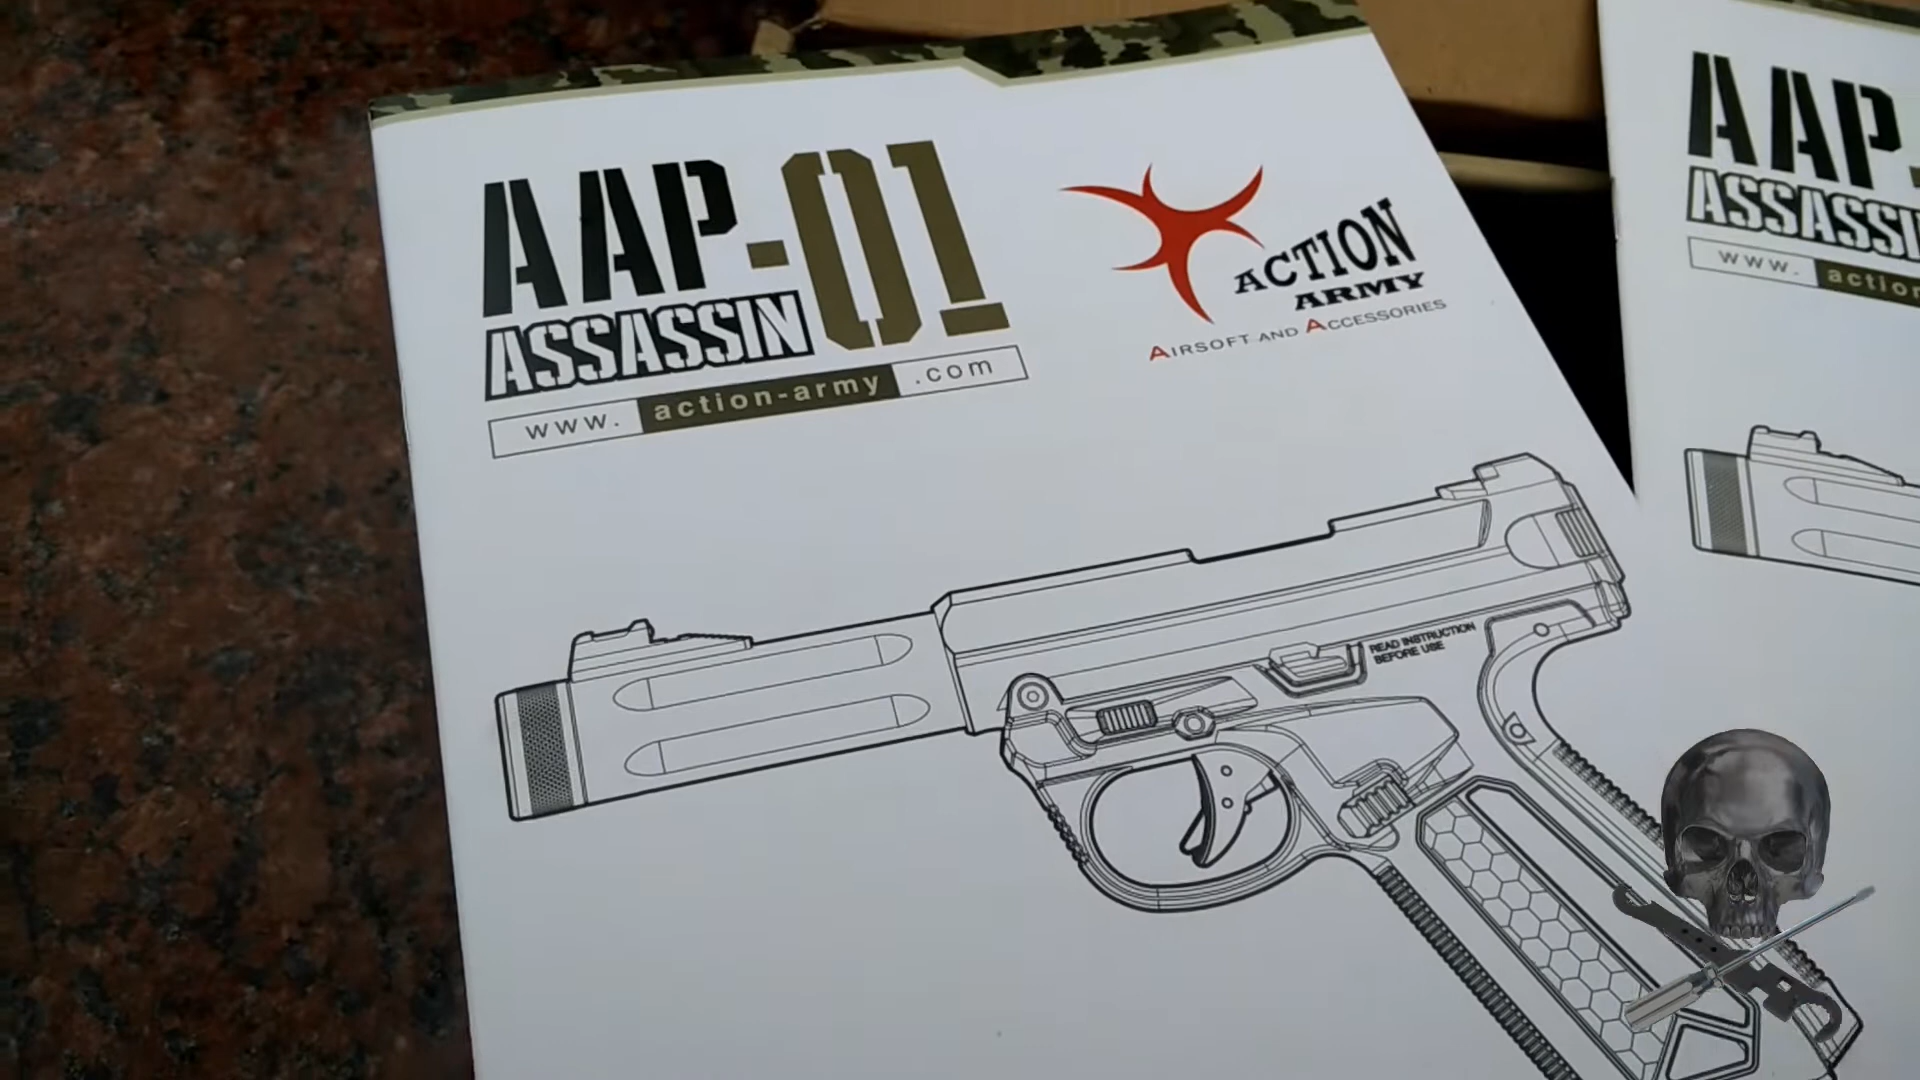 AAP-01
ASSASSIN
www. action-army .com
ACTION
ARMY
AIRSOFT AND ACCESSORIES
READ INSTRUCTION
BEFORE USE
AAP-
ASSASSI
www. action